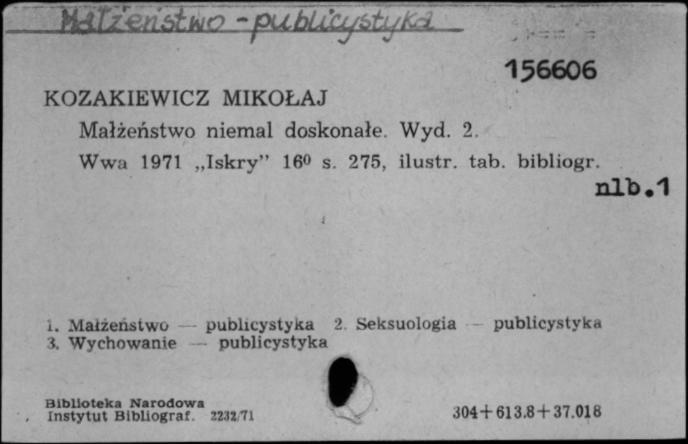 Małżeństwo - publicystyka
156606
KOZAKIEWICZ MIKOŁAJ
Małżeństwo niemal doskonałe. Wyd. 2.
Wwa 1971 „Iskry” 16⁰ s. 275, ilustr. tab. bibliogr.
nlb.1
1. Małżeństwo — publicystyka 2. Seksuologia — publicystyka
3. Wychowanie — publicystyka
Biblioteka Narodowa
Instytut Bibliograf. 2232/71
304+613.8+37.018